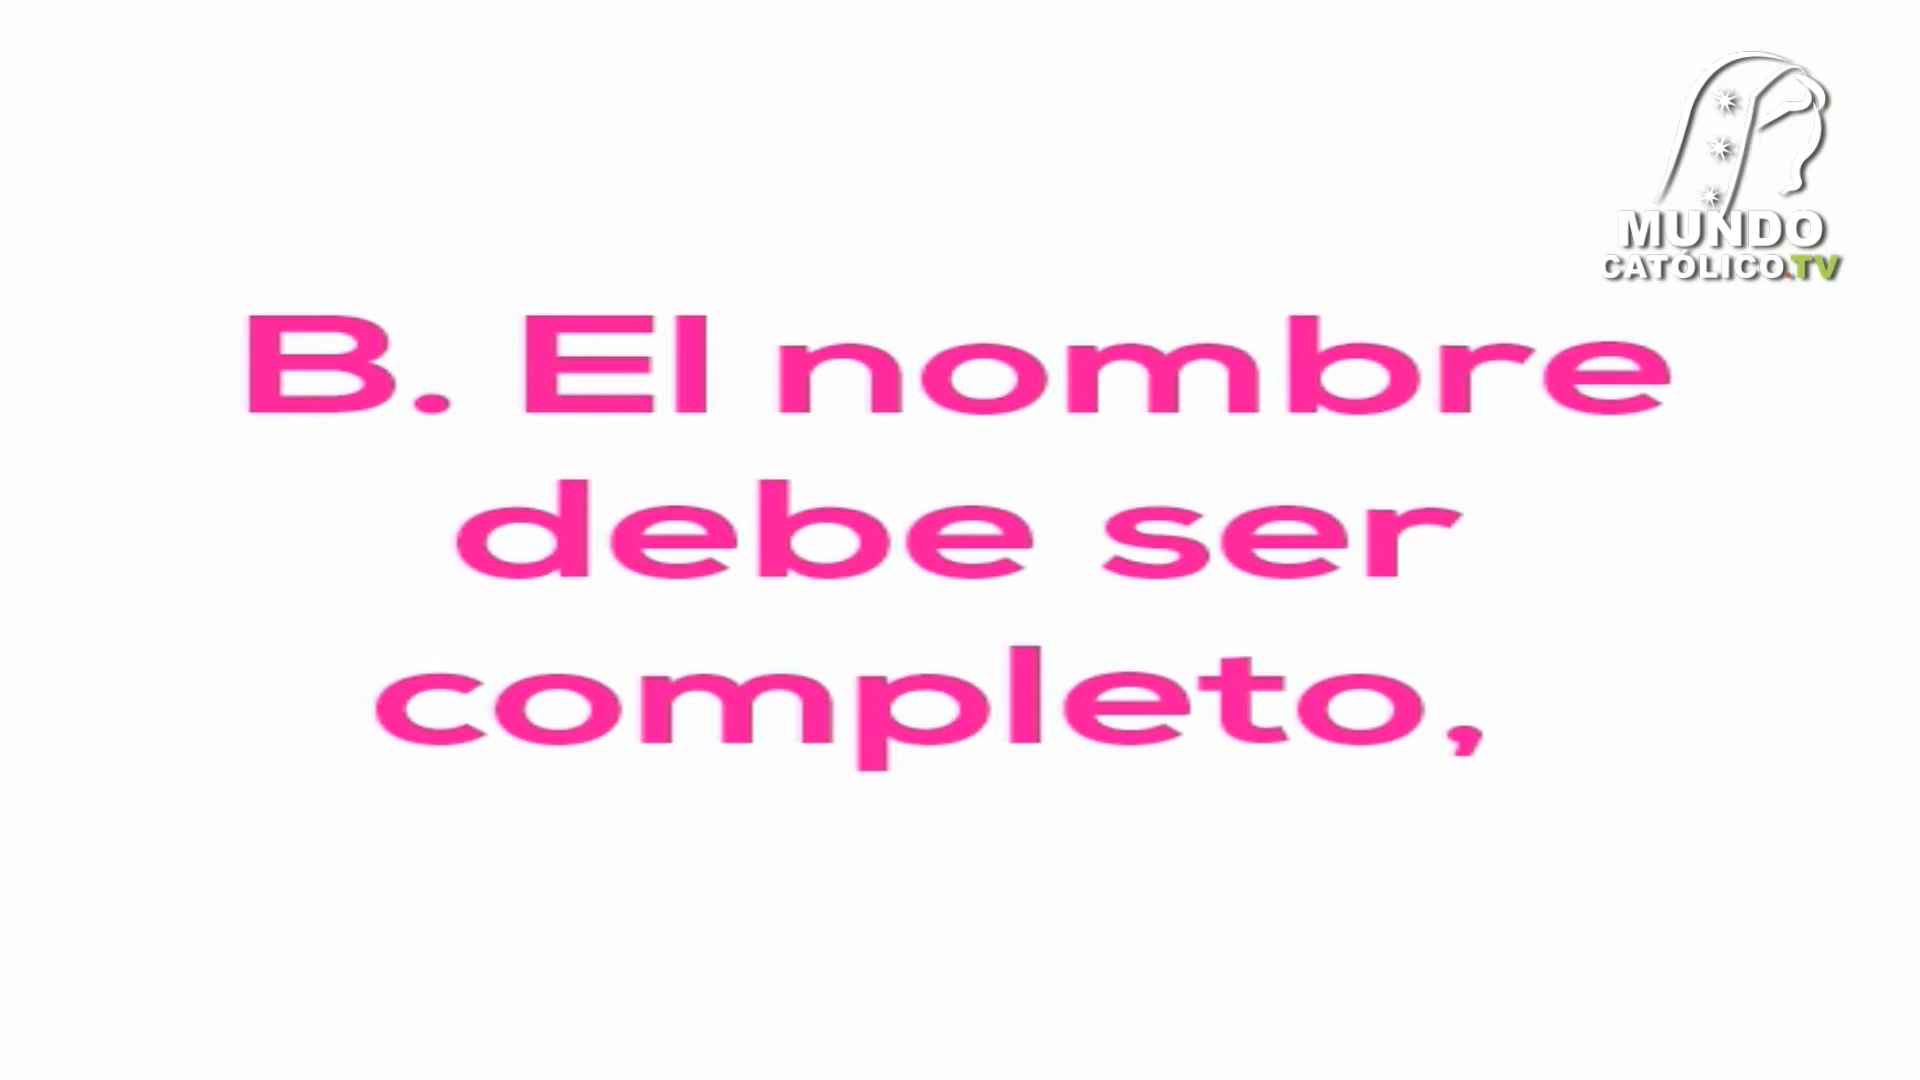 MUNDO
CATÓLICO.TV
B. El nombre
debe ser
completo,